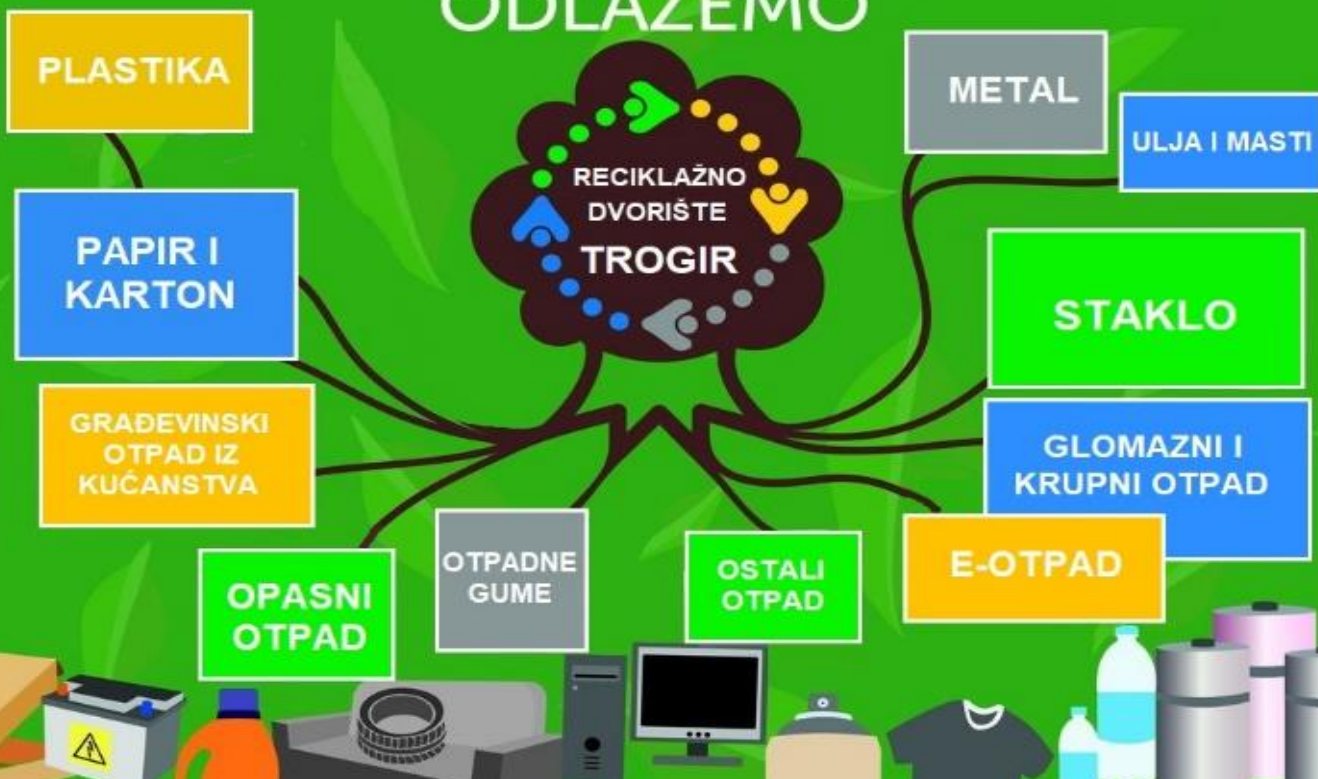 ODLAŽEMO
PLASTIKA
PAPIR I
KARTON
GRAĐEVINSKI
OTPAD IZ
KUĆANSTVA
OPASNI
OTPAD
OTPADNE
GUME
RECIKLAŽNO
DVORIŠTE
TROGIR
OSTALI
OTPAD
METAL
ULJA I MASTI
STAKLO
GLOMAZNI I
KRUPNI OTPAD
E-OTPAD